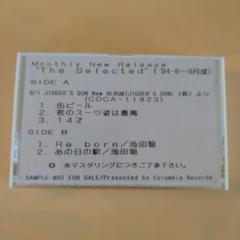 Monthly New Release
"The Selected"('94-8～9月度)
SIDE A
9/1 JIGGER'S SON New ALBUM「JIGGER'S SON」(仮)より
(COCA-11923)
1. 缶ビール
2. 君のスーツ姿は最高
3. 14才
SIDE B
1. Re born/池田聡
2. あの日の駅/池田聡
◎ 未マスタリングにつきご了承下さい。
SAMPLE-NOT FOR SALE/Presented by Columbia Records